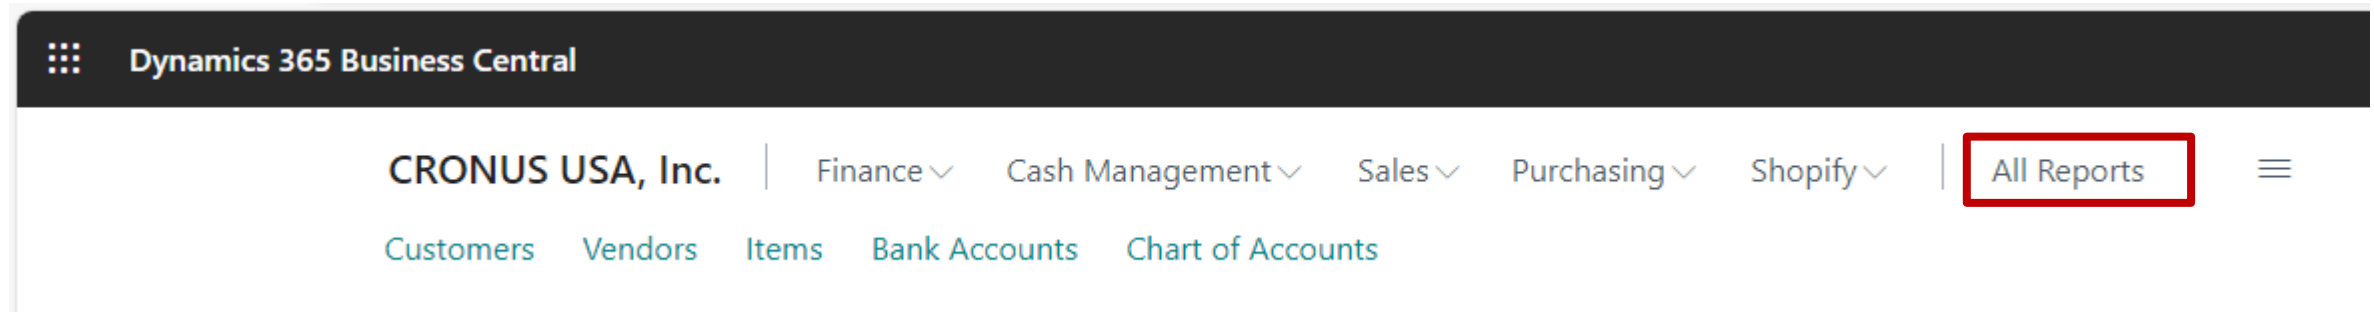 Dynamics 365 Business Central
CRONUS USA, Inc. Finance Cash Management Sales Purchasing Shopify All Reports
Customers Vendors Items Bank Accounts Chart of Accounts